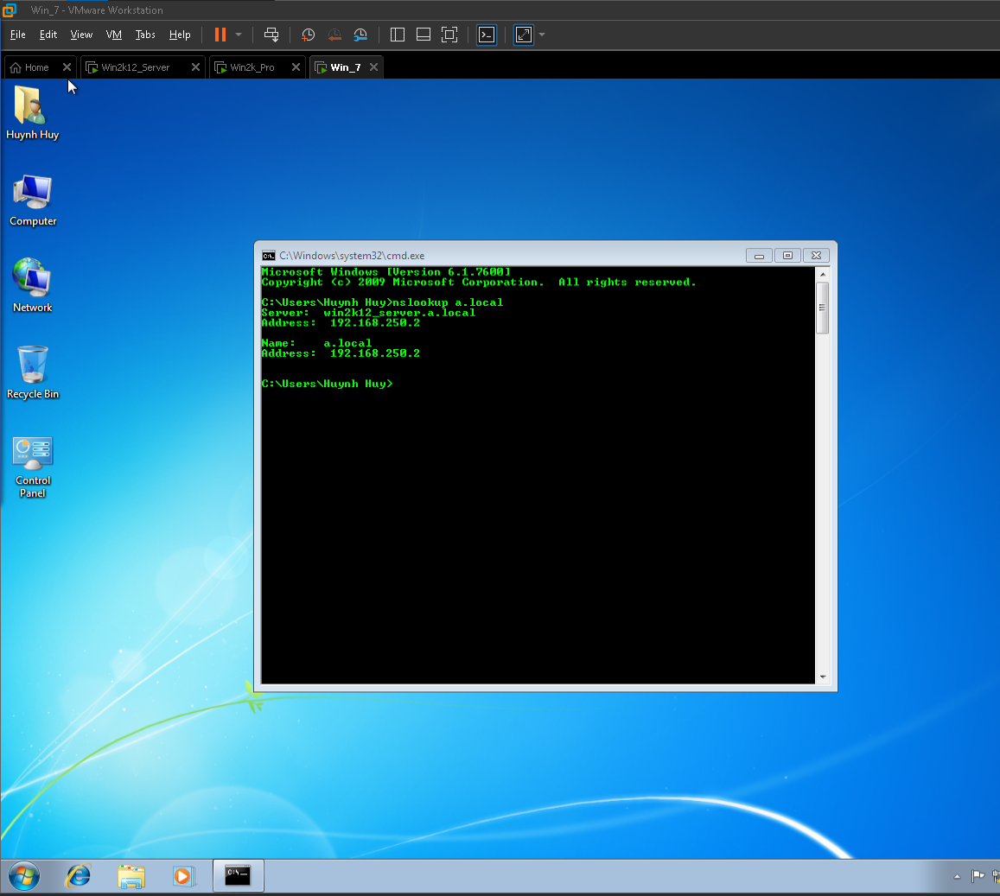 Win_7 - VMware Workstation
File Edit View VM Tabs Help
Home Win2k12_Server Win2k_Pro Win_7
Huynh Huy
Computer
Network
Recycle Bin
Control
Panel
C:\Windows\system32\cmd.exe
Microsoft Windows [Version 6.1.7600]
Copyright (c) 2009 Microsoft Corporation.  All rights reserved.
C:\Users\Huynh Huy>nslookup a.local
Server:  win2k12_server.a.local
Address:  192.168.250.2
Name:    a.local
Address:  192.168.250.2
C:\Users\Huynh Huy>